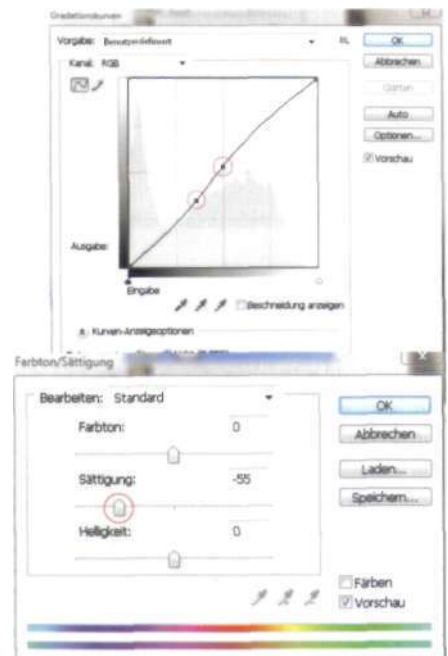 Gradationskurven
Vorgabe: Benutzerdefiniert
OK
Kanal: RGB
Abbrechen
Glätten
Auto
Optionen...
Vorschau
Ausgabe:
Eingabe
Beschneidung anzeigen
Kurven-Anzeigeoptionen
Farbton/Sättigung
Bearbeiten: Standard
OK
Farbton: 0
Abbrechen
Sättigung: -55
Laden...
Speichern...
Helligkeit: 0
Färben
Vorschau